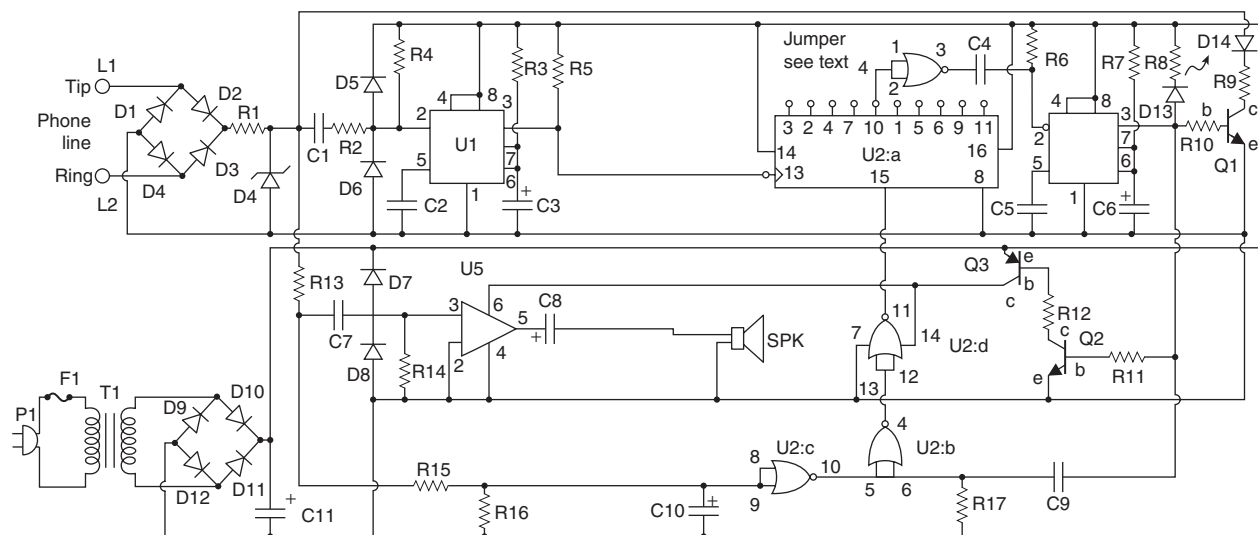 L1
Tip
D1
D2
R1
Phone
line
Ring
L2
D4
D3
D4
C1
R2
D5
R4
D6
2
4
8
3
5
U1
7
6
1
C2
R3
+
C3
R5
Jumper
see text
1
3
4
2
C4
3 2 4 7 10 1 5 6 9 11
14
U2:a
16
13
15
8
R6
4
8
2
3
7
5
6
1
C5
R7
+
C6
R8
D13
D14
R9
R10
b
c
e
Q1
R13
D7
U5
C7
3
6
5
2
4
C8
+
D8
R14
SPK
Q3
e
b
c
R12
c
Q2
b
e
R11
11
7
14
U2:d
12
13
P1
F1
T1
D9
D10
D12
D11
+
C11
R15
R16
C10
+
U2:c
8
10
9
4
U2:b
5
6
R17
C9